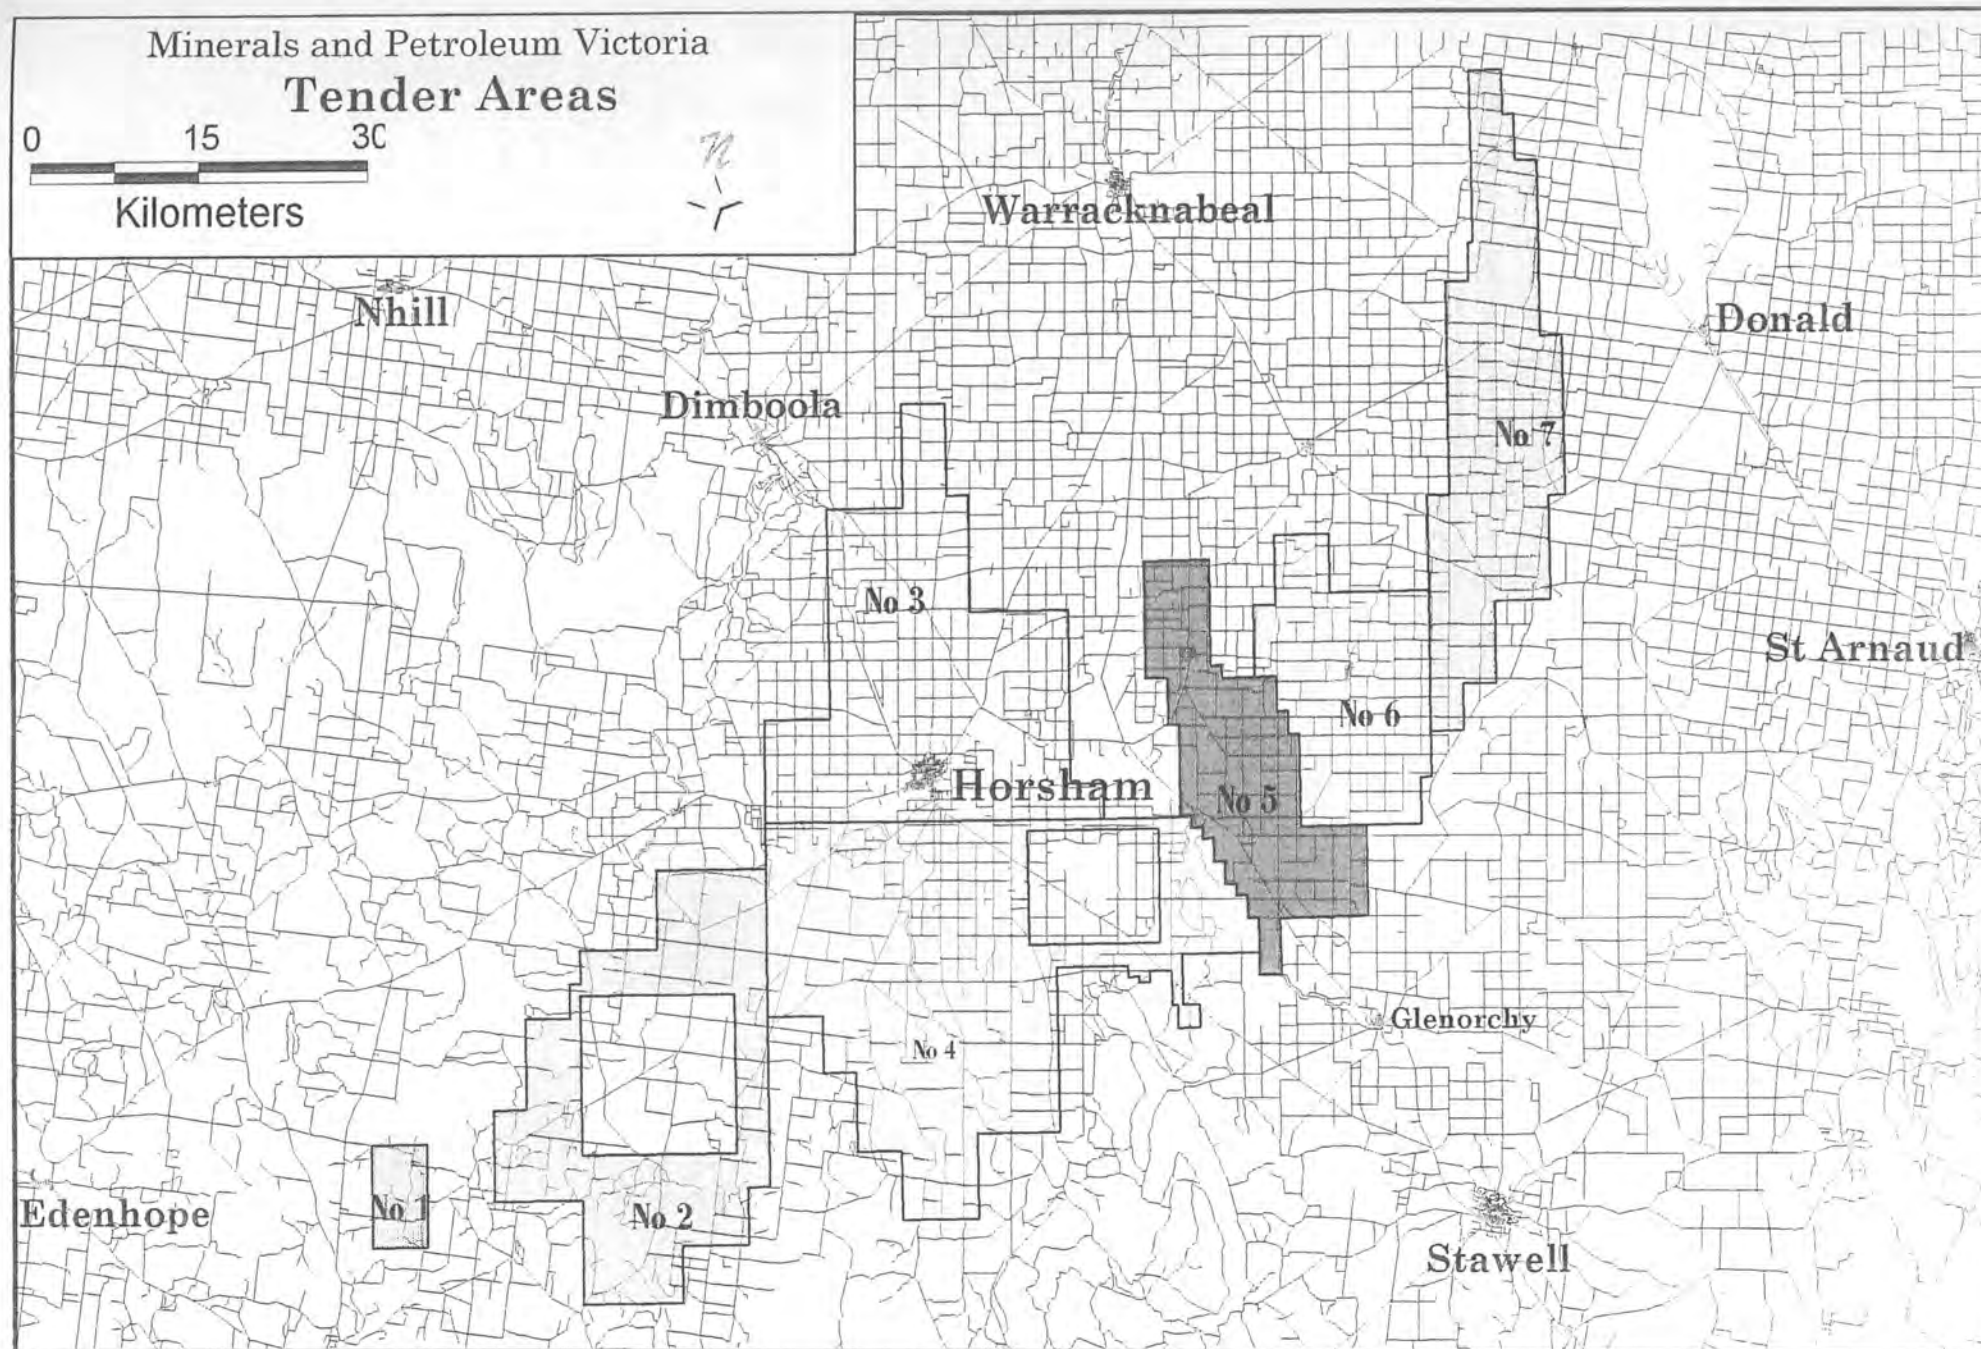 Minerals and Petroleum Victoria
Tender Areas
0 15 30
Kilometers
N
Warracknabeal
Nhill
Donald
Dimboola
No 7
No 3
St Arnaud
No 6
Horsham
No 5
Glenorchy
No 4
Edenhope
No 1
No 2
Stawell